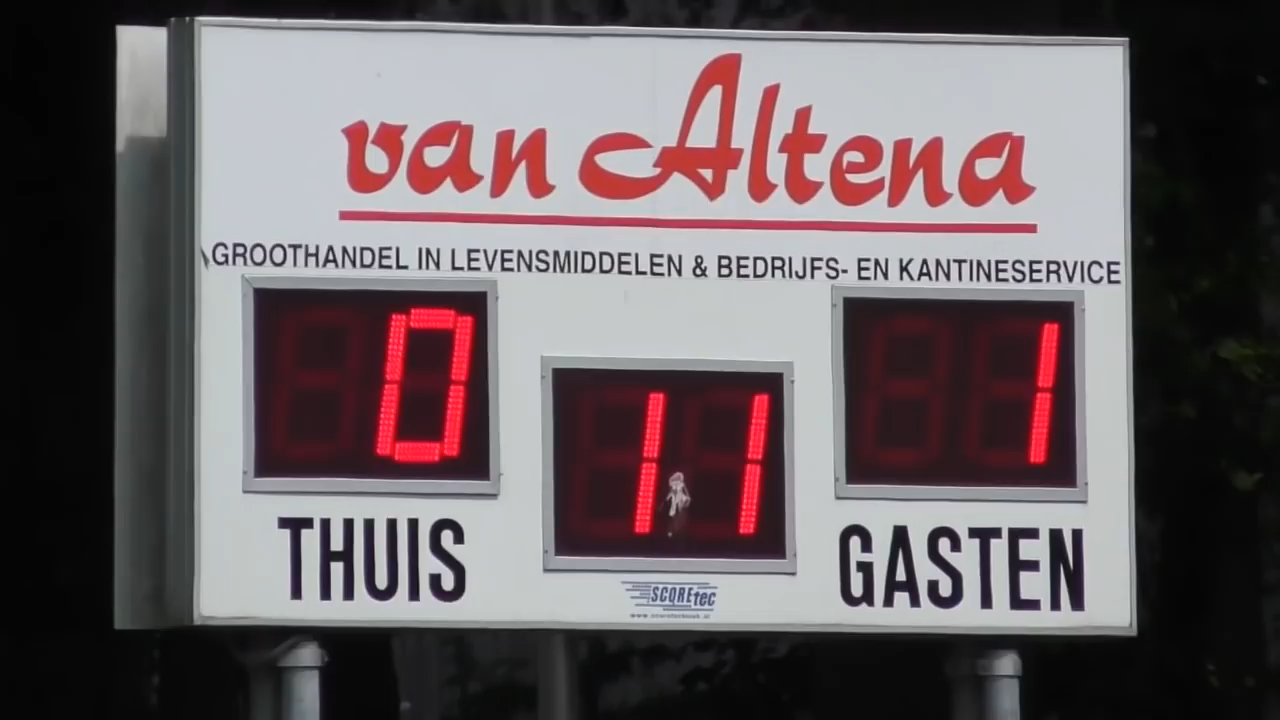 van Altena
GROOTHANDEL IN LEVENSMIDDELEN & BEDRIJFS- EN KANTINESERVICE
0
11
1
THUIS
GASTEN
SCOREtec